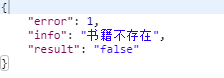 {
    "error": 1,
    "info": "书籍不存在",
    "result": "false"
}